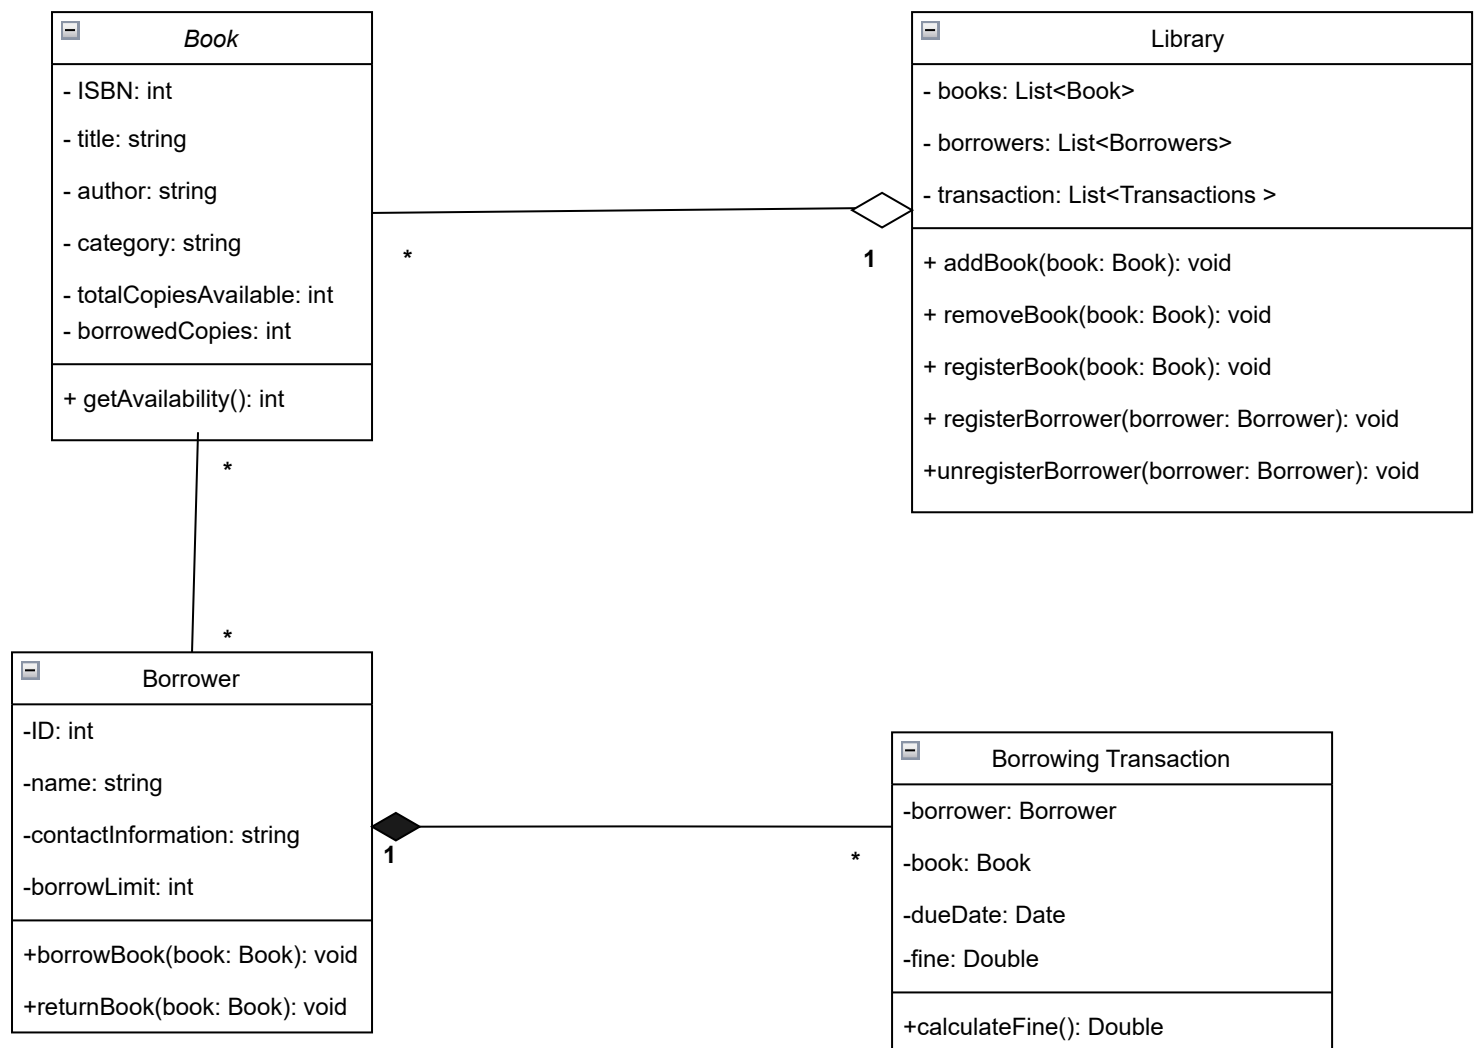 Book
- ISBN: int
- title: string
- author: string
- category: string
- totalCopiesAvailable: int
- borrowedCopies: int
+ getAvailability(): int
Library
- books: List<Book>
- borrowers: List<Borrowers>
- transaction: List<Transactions >
+ addBook(book: Book): void
+ removeBook(book: Book): void
+ registerBook(book: Book): void
+ registerBorrower(borrower: Borrower): void
+unregisterBorrower(borrower: Borrower): void
*
1
*
*
Borrower
-ID: int
-name: string
-contactInformation: string
-borrowLimit: int
+borrowBook(book: Book): void
+returnBook(book: Book): void
1
*
Borrowing Transaction
-borrower: Borrower
-book: Book
-dueDate: Date
-fine: Double
+calculateFine(): Double